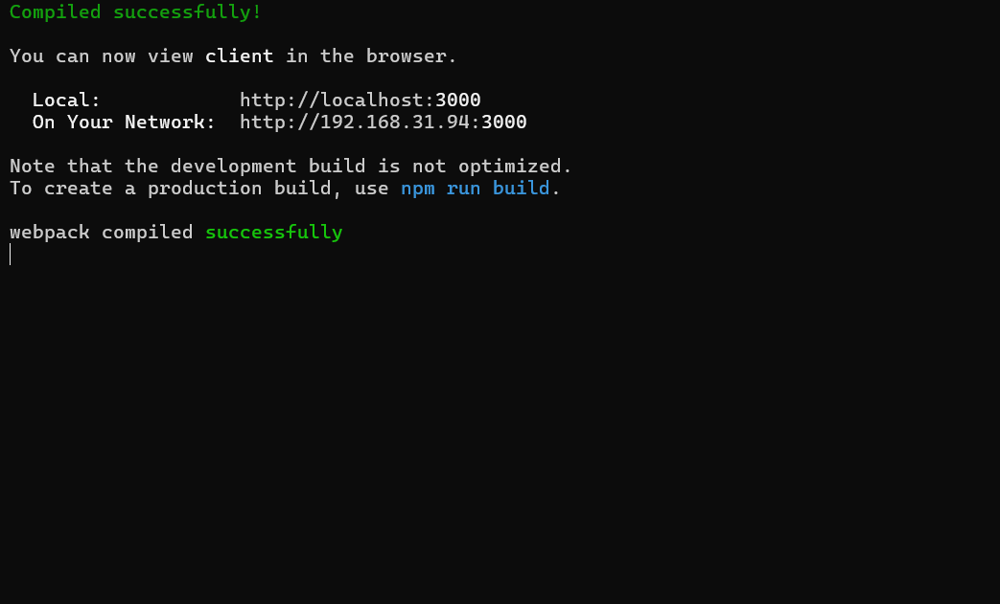 Compiled successfully!
You can now view client in the browser.
Local: http://localhost:3000
On Your Network: http://192.168.31.94:3000
Note that the development build is not optimized.
To create a production build, use npm run build.
webpack compiled successfully